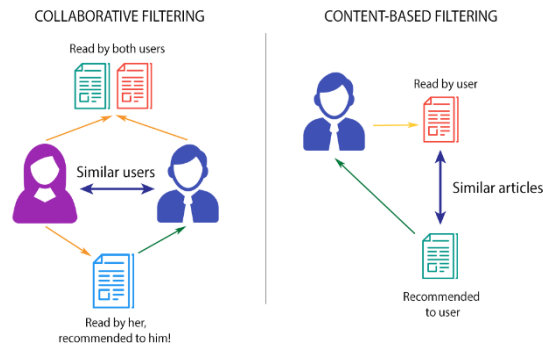 COLLABORATIVE FILTERING
Read by both users
Similar users
Read by her,
recommended to him!
CONTENT-BASED FILTERING
Read by user
Similar articles
Recommended
to user